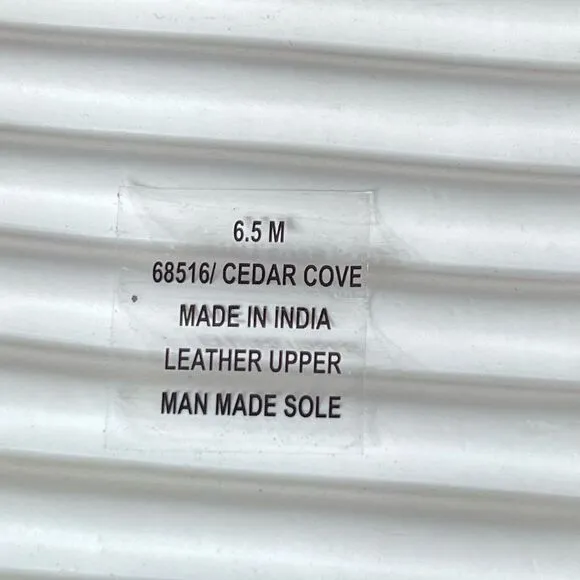 6.5 M
68516/ CEDAR COVE
MADE IN INDIA
LEATHER UPPER
MAN MADE SOLE